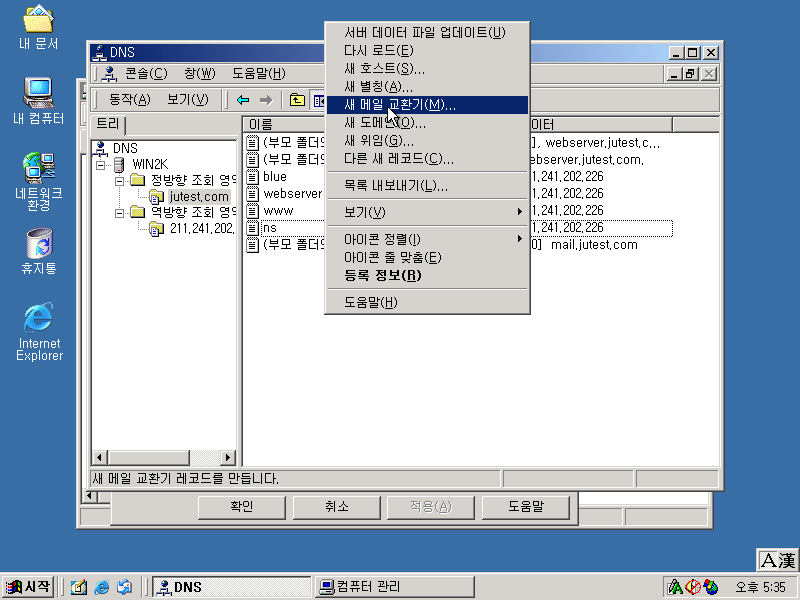 내 문서
내 컴퓨터
네트워크
환경
휴지통
Internet
Explorer
DNS
콘솔(C) 창(W) 도움말(H)
동작(A) 보기(V)
트리
DNS
WIN2K
정방향 조회 영역
jutest.com
역방향 조회 영역
211.241.202.
이름
(부모 폴더와
(부모 폴더와
blue
webserver
www
ns
(부모 폴더와
서버 데이터 파일 업데이트(U)
다시 로드(E)
새 호스트(S)...
새 별칭(A)...
새 메일 교환기(M)...
새 도메인(O)...
새 위임(G)...
다른 새 레코드(C)...
목록 내보내기(L)...
보기(V)
아이콘 정렬(I)
아이콘 줄 맞춤(E)
등록 정보(R)
도움말(H)
이터
], webserver.jutest.c...
ebserver.jutest.com.
1.241.202.226
1.241.202.226
1.241.202.226
1.241.202.226
0] mail.jutest.com
새 메일 교환기 레코드를 만듭니다.
확인 취소 적용(A) 도움말
A漢
시작 DNS 컴퓨터 관리 오후 5:35